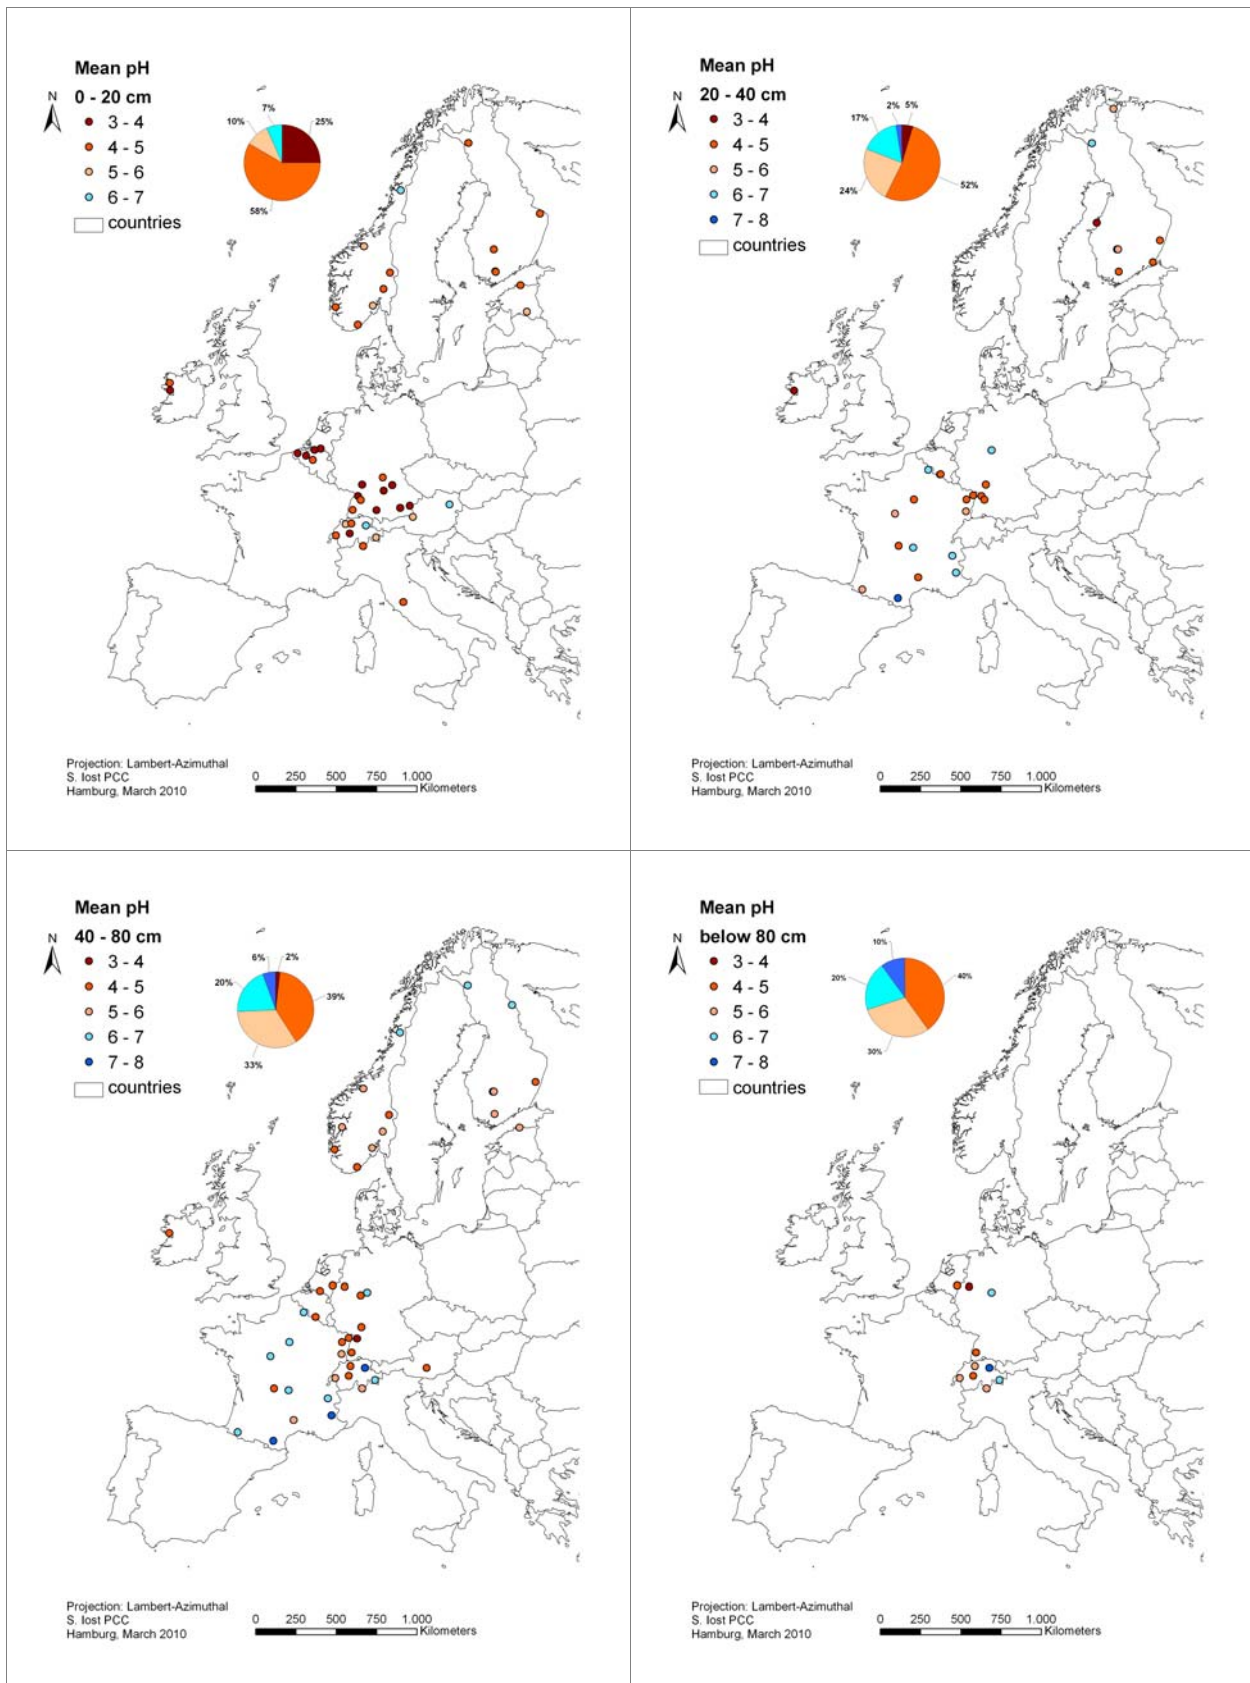 Mean pH
0 - 20 cm
N
3 - 4
4 - 5
5 - 6
6 - 7
countries
7%
10%
25%
58%
Projection: Lambert-Azimuthal
S. Iost PCC
Hamburg, March 2010
0 250 500 750 1.000
Kilometers
Mean pH
20 - 40 cm
N
3 - 4
4 - 5
5 - 6
6 - 7
7 - 8
countries
2%
5%
17%
24%
52%
Projection: Lambert-Azimuthal
S. Iost PCC
Hamburg, March 2010
0 250 500 750 1.000
Kilometers
Mean pH
40 - 80 cm
N
3 - 4
4 - 5
5 - 6
6 - 7
7 - 8
countries
6%
2%
20%
39%
33%
Projection: Lambert-Azimuthal
S. Iost PCC
Hamburg, March 2010
0 250 500 750 1.000
Kilometers
Mean pH
below 80 cm
N
3 - 4
4 - 5
5 - 6
6 - 7
7 - 8
countries
10%
20%
40%
30%
Projection: Lambert-Azimuthal
S. Iost PCC
Hamburg, March 2010
0 250 500 750 1.000
Kilometers